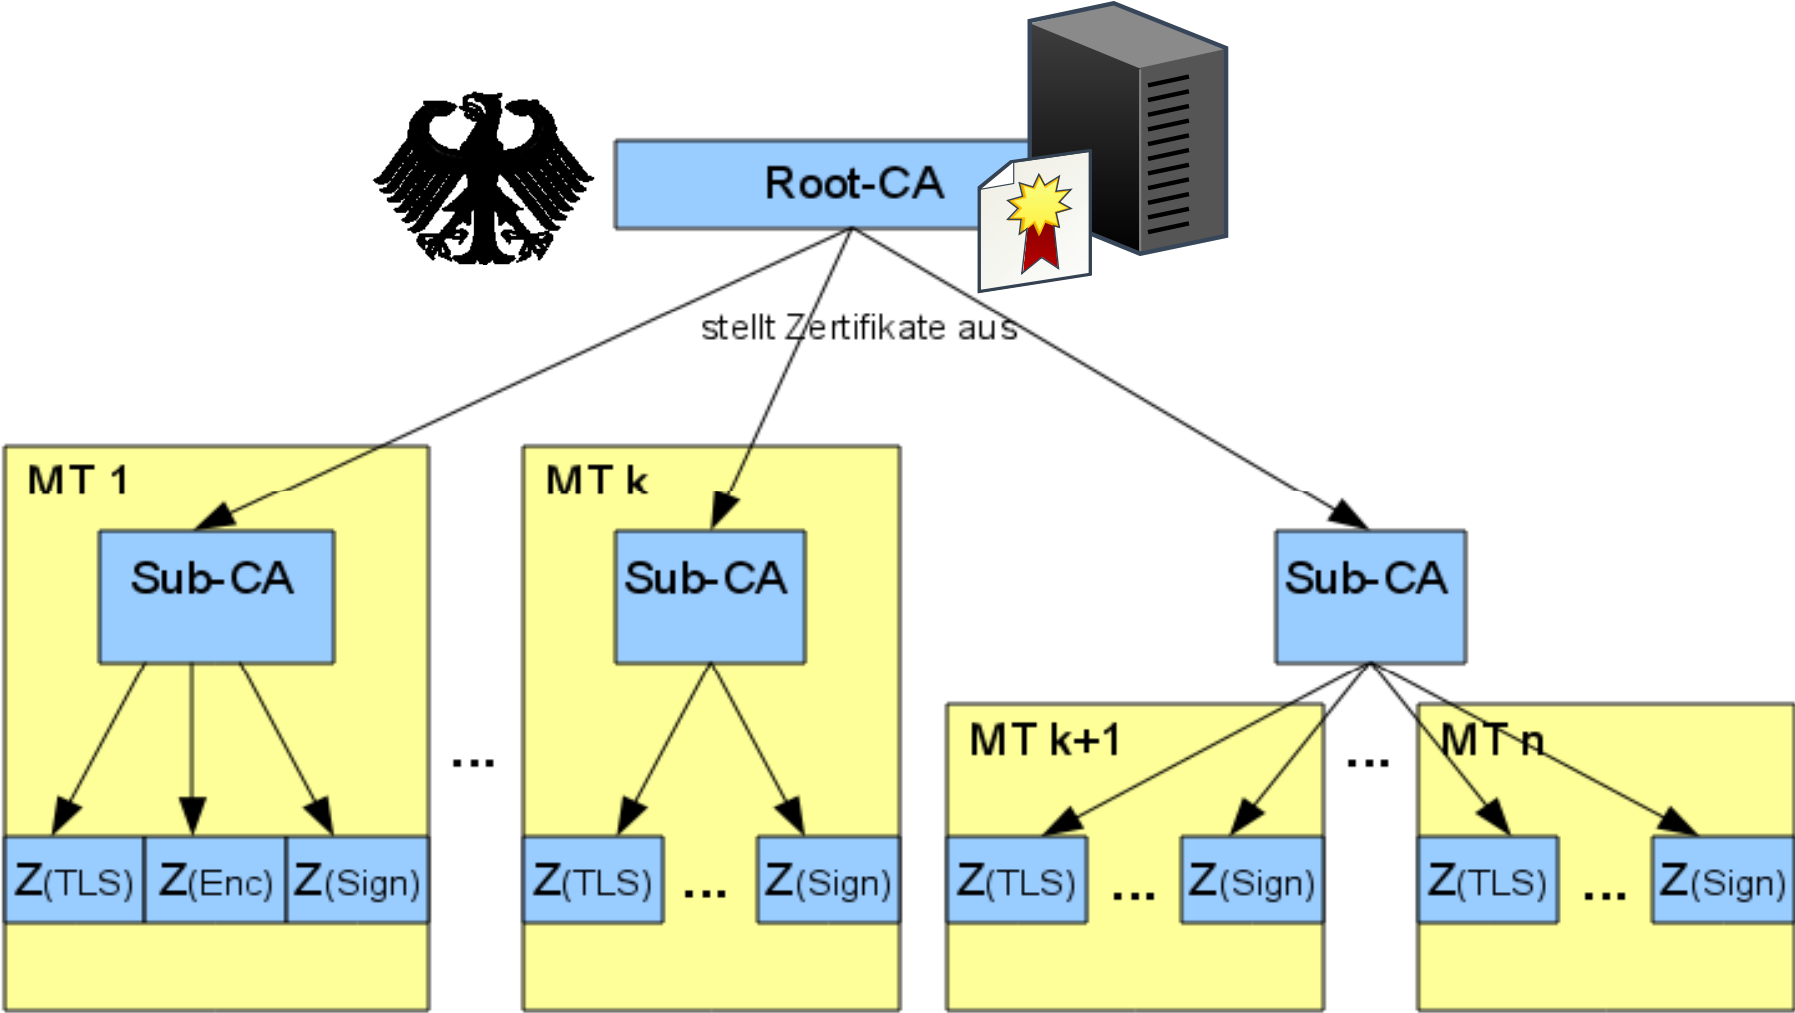 Root-CA
stellt Zertifikate aus
MT 1
MT k
Sub-CA
Sub-CA
Sub-CA
...
MT k+1
...
MT n
Z(TLS)
Z(Enc)
Z(Sign)
Z(TLS)
...
Z(Sign)
Z(TLS)
...
Z(Sign)
Z(TLS)
...
Z(Sign)